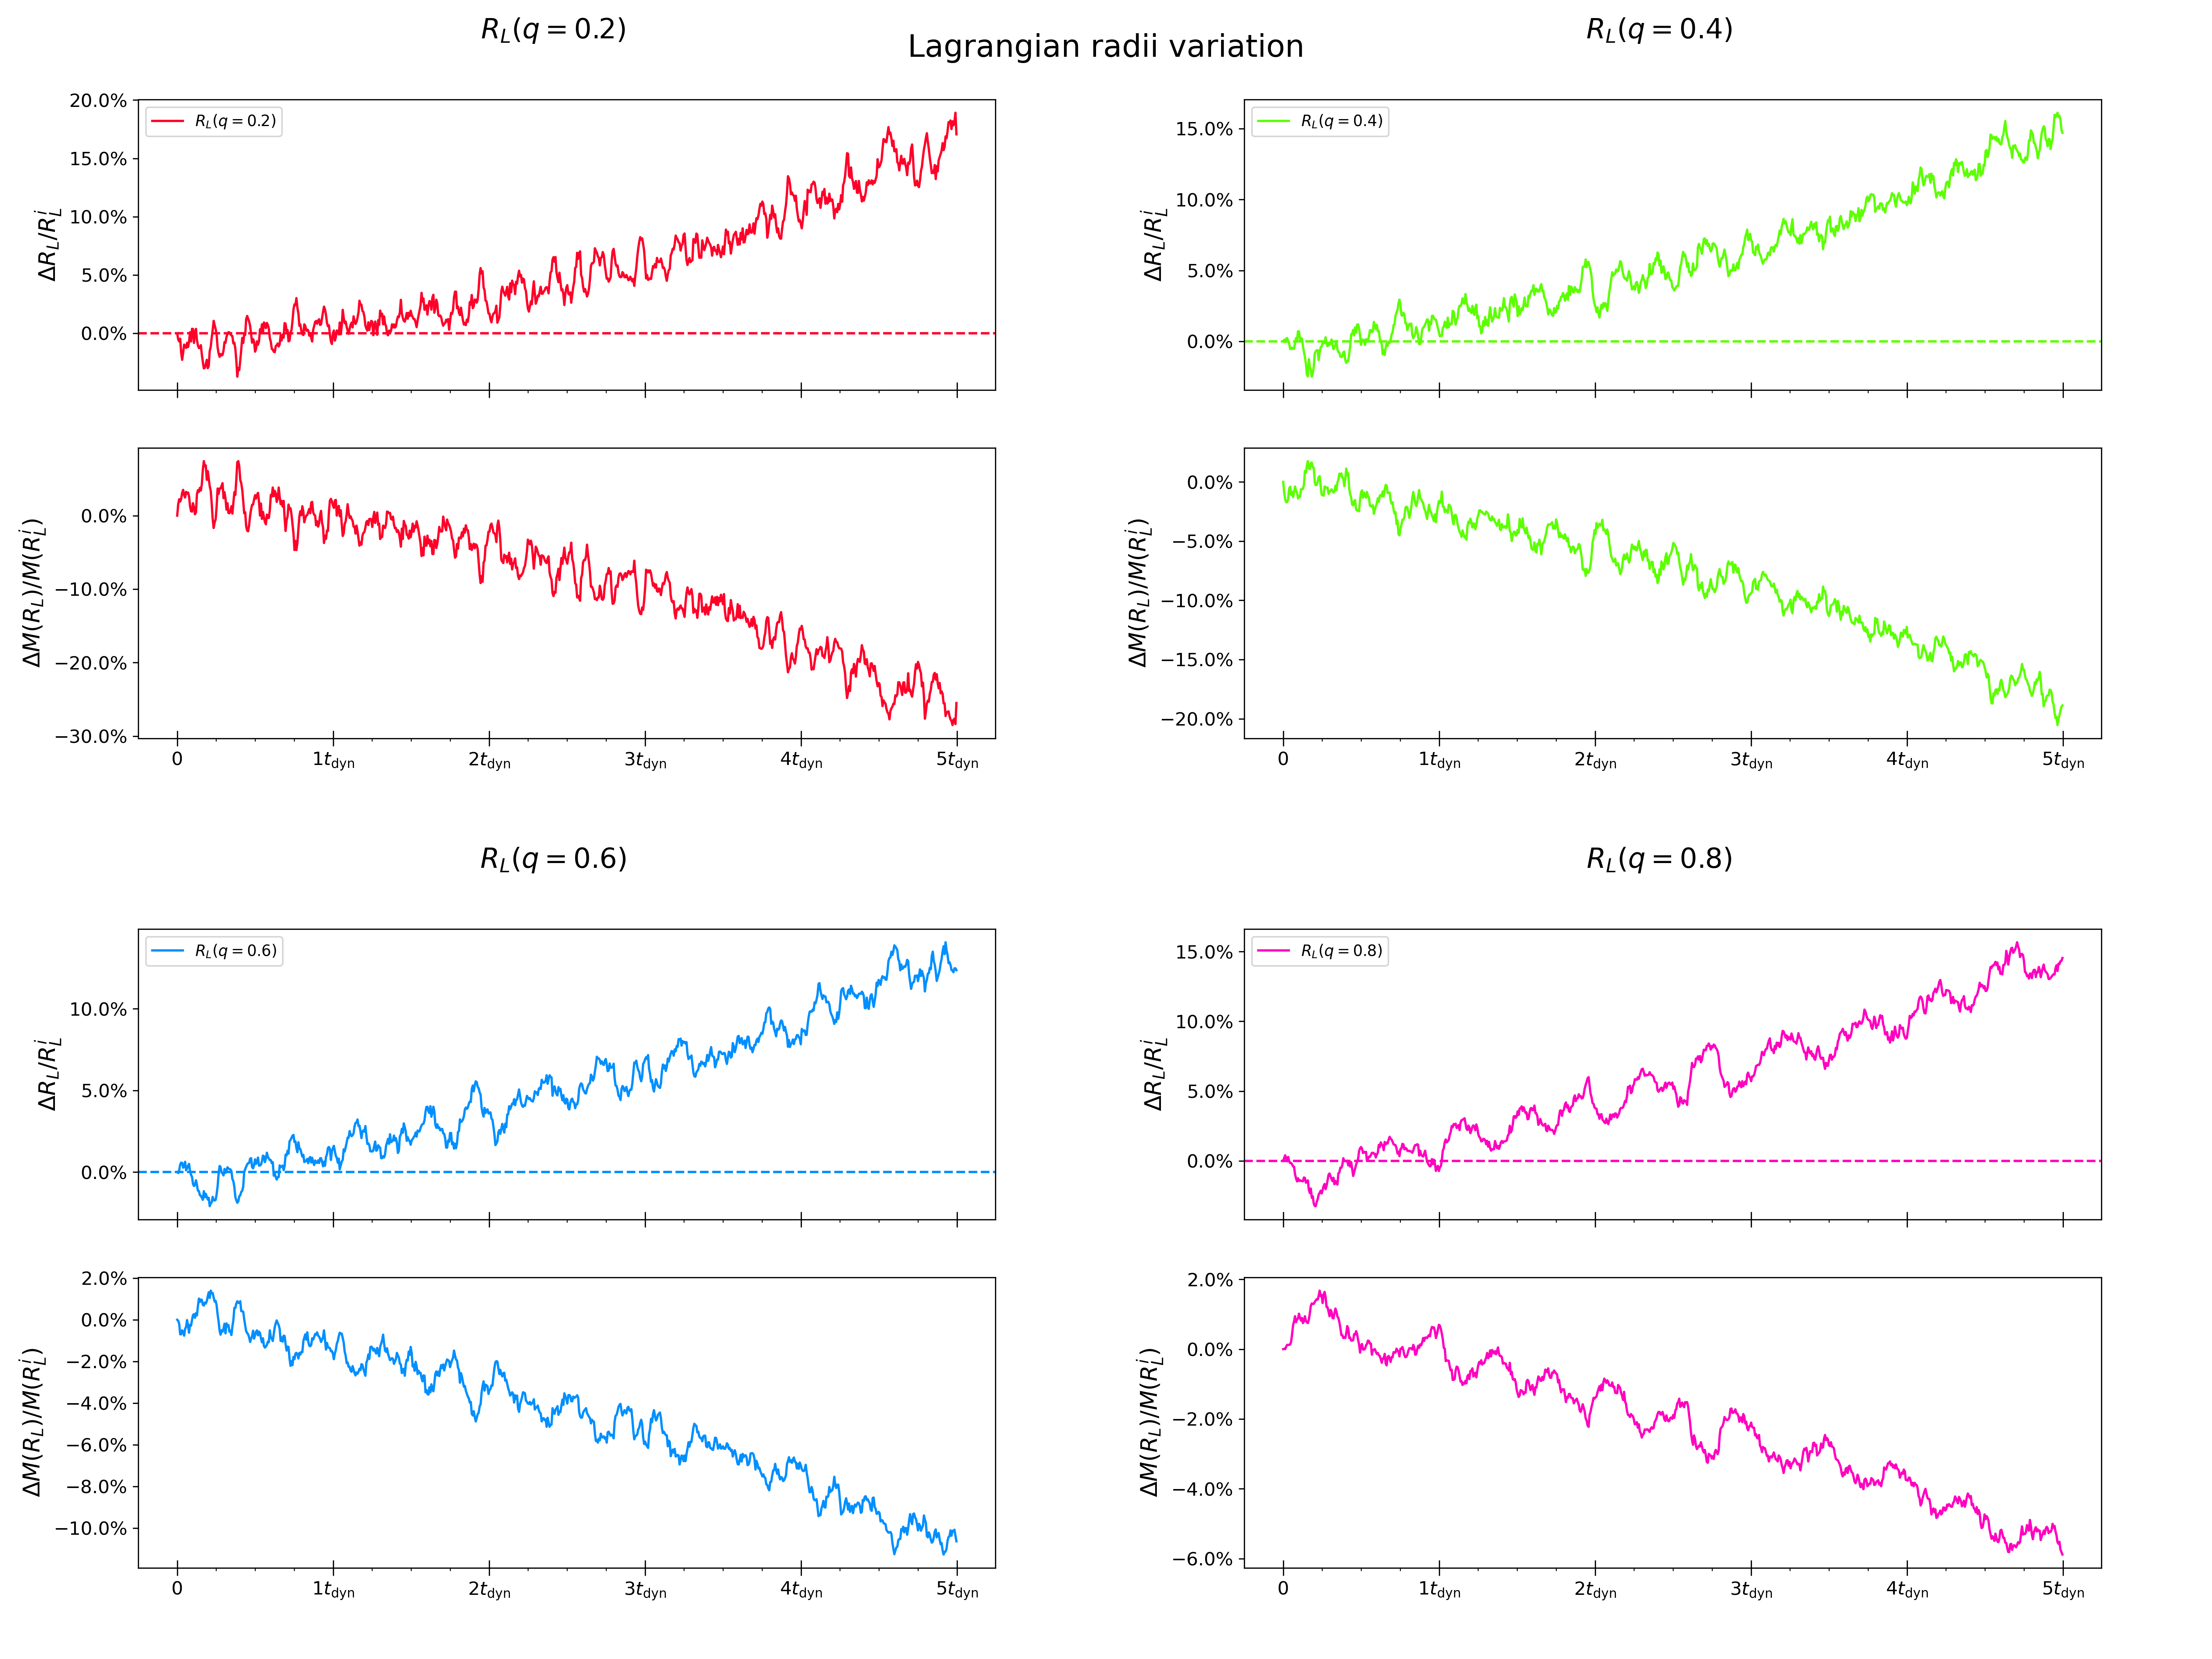 Lagrangian radii variation
R_L(q = 0.2)
20.0%
15.0%
10.0%
5.0%
0.0%
ΔR_L/R_L^i
R_L(q = 0.2)
0.0%
−10.0%
−20.0%
−30.0%
ΔM(R_L)/M(R_L^i)
0 1t_dyn 2t_dyn 3t_dyn 4t_dyn 5t_dyn
R_L(q = 0.4)
15.0%
10.0%
5.0%
0.0%
ΔR_L/R_L^i
R_L(q = 0.4)
0.0%
−5.0%
−10.0%
−15.0%
−20.0%
ΔM(R_L)/M(R_L^i)
0 1t_dyn 2t_dyn 3t_dyn 4t_dyn 5t_dyn
R_L(q = 0.6)
10.0%
5.0%
0.0%
ΔR_L/R_L^i
R_L(q = 0.6)
2.0%
0.0%
−2.0%
−4.0%
−6.0%
−8.0%
−10.0%
ΔM(R_L)/M(R_L^i)
0 1t_dyn 2t_dyn 3t_dyn 4t_dyn 5t_dyn
R_L(q = 0.8)
15.0%
10.0%
5.0%
0.0%
ΔR_L/R_L^i
R_L(q = 0.8)
2.0%
0.0%
−2.0%
−4.0%
−6.0%
ΔM(R_L)/M(R_L^i)
0 1t_dyn 2t_dyn 3t_dyn 4t_dyn 5t_dyn